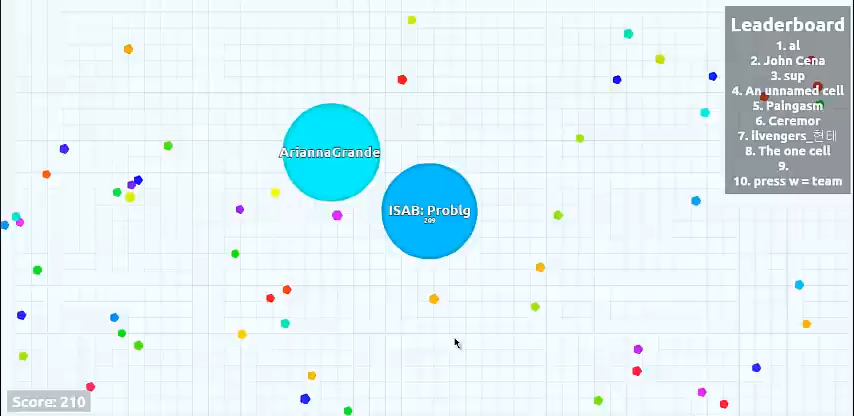 Leaderboard
1. al
2. John Cena
3. sup
4. An unnamed cell
5. Paingasm
6. Ceremor
7. ilvengers_현테
8. The one cell
9.
10. press w = team
AriannaGrande
ISAB: Problg
209
Score: 210